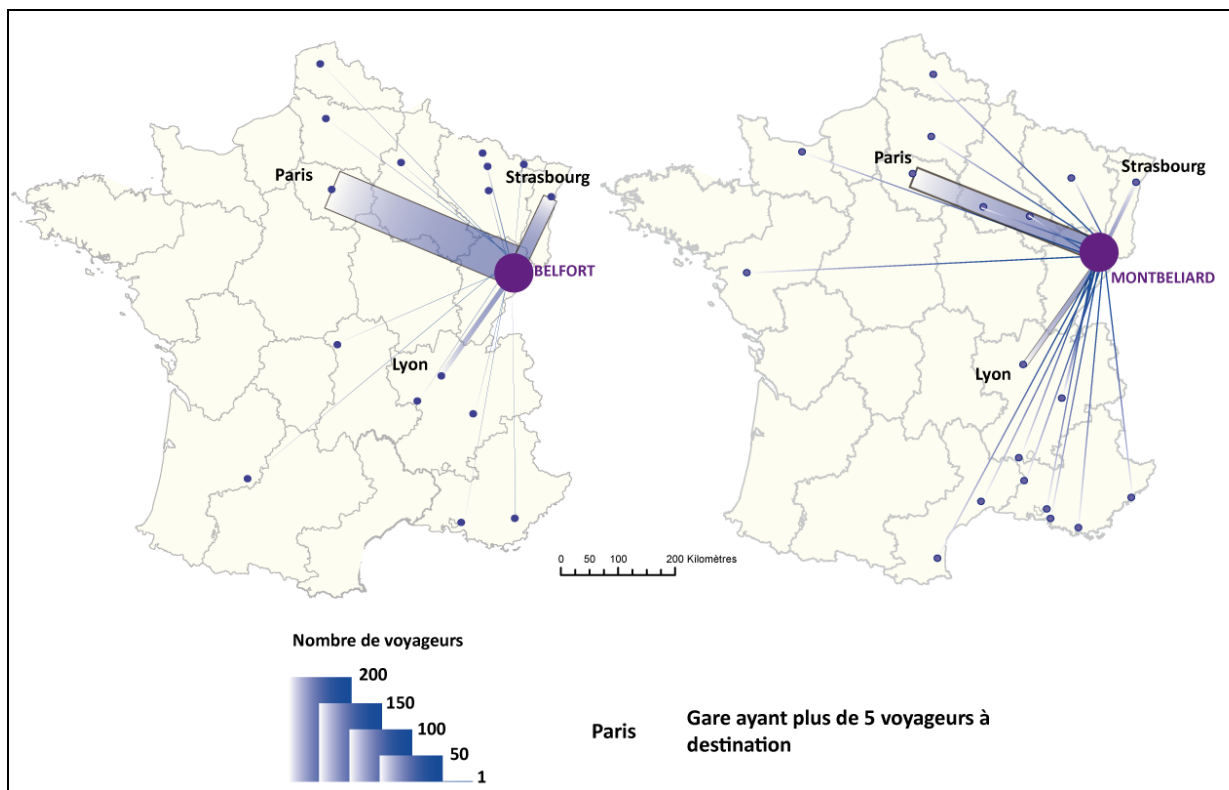 Paris
Strasbourg
BELFORT
Lyon
Paris
Strasbourg
MONTBELIARD
Lyon
0 50 100 200 Kilomètres
Nombre de voyageurs
200
150
100
50
1
Paris
Gare ayant plus de 5 voyageurs à
destination